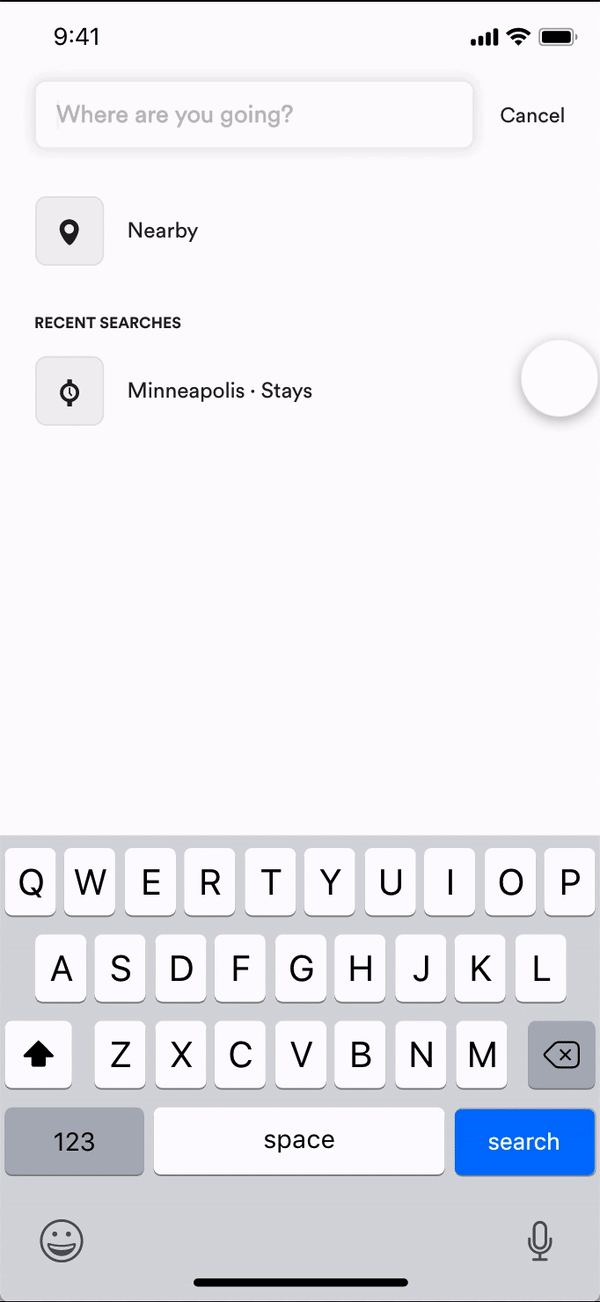 9:41
Where are you going?
Cancel
Nearby
RECENT SEARCHES
Minneapolis · Stays
Q W E R T Y U I O P
A S D F G H J K L
Z X C V B N M
123 space search